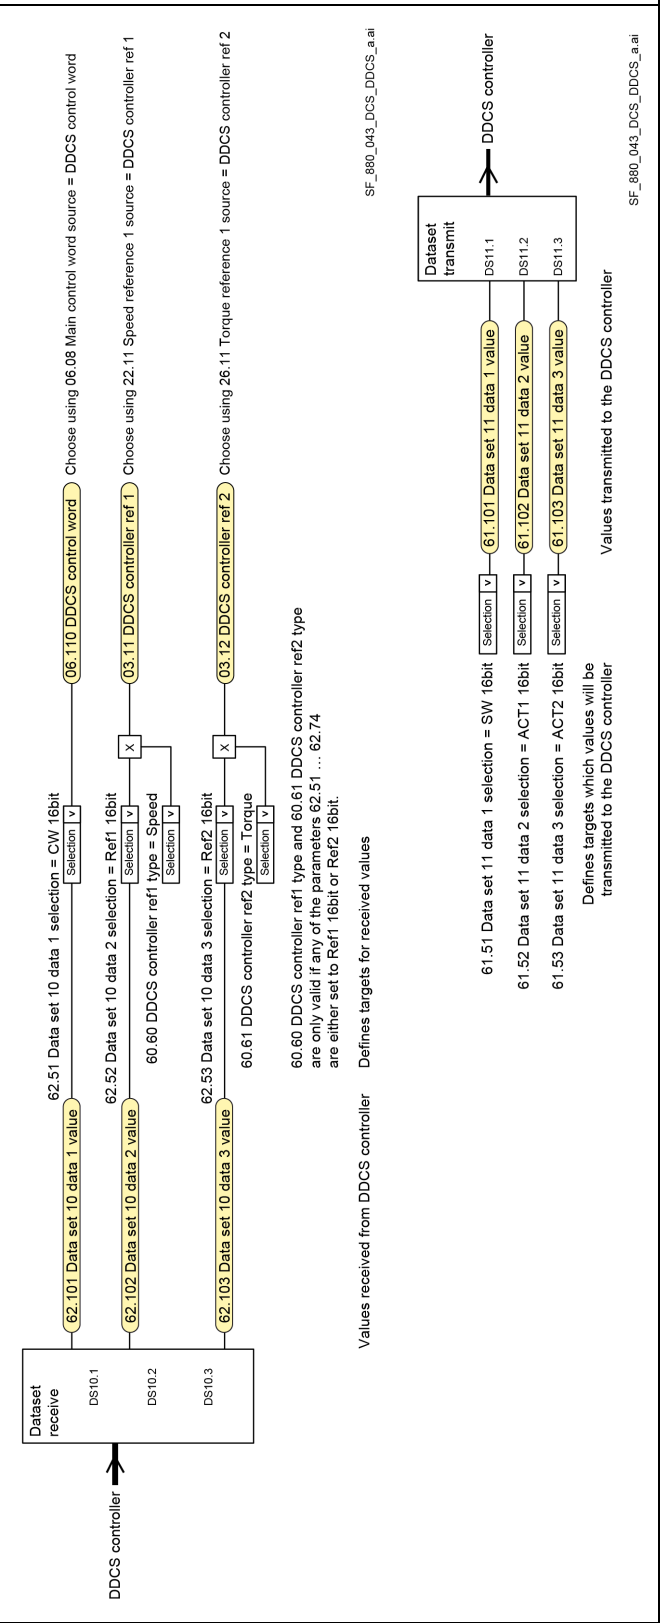 DDCS controller
Dataset
receive
DS10.1
DS10.2
DS10.3
62.101 Data set 10 data 1 value
62.51 Data set 10 data 1 selection = CW 16bit
Selection v
06.110 DDCS control word
Choose using 06.08 Main control word source = DDCS control word
62.102 Data set 10 data 2 value
62.52 Data set 10 data 2 selection = Ref1 16bit
Selection v
X
03.11 DDCS controller ref 1
Choose using 22.11 Speed reference 1 source = DDCS controller ref 1
60.60 DDCS controller ref1 type = Speed
Selection v
62.103 Data set 10 data 3 value
62.53 Data set 10 data 3 selection = Ref2 16bit
Selection v
X
03.12 DDCS controller ref 2
Choose using 26.11 Torque reference 1 source = DDCS controller ref 2
60.61 DDCS controller ref2 type = Torque
Selection v
60.60 DDCS controller ref1 type and 60.61 DDCS controller ref2 type
are only valid if any of the parameters 62.51 ... 62.74
are either set to Ref1 16bit or Ref2 16bit.
Values received from DDCS controller
Defines targets for received values
SF_880_043_DCS_DDCS_a.ai
61.51 Data set 11 data 1 selection = SW 16bit
Selection v
61.101 Data set 11 data 1 value
61.52 Data set 11 data 2 selection = ACT1 16bit
Selection v
61.102 Data set 11 data 2 value
61.53 Data set 11 data 3 selection = ACT2 16bit
Selection v
61.103 Data set 11 data 3 value
Dataset
transmit
DS11.1
DS11.2
DS11.3
DDCS controller
Defines targets which values will be
transmitted to the DDCS controller
Values transmitted to the DDCS controller
SF_880_043_DCS_DDCS_a.ai